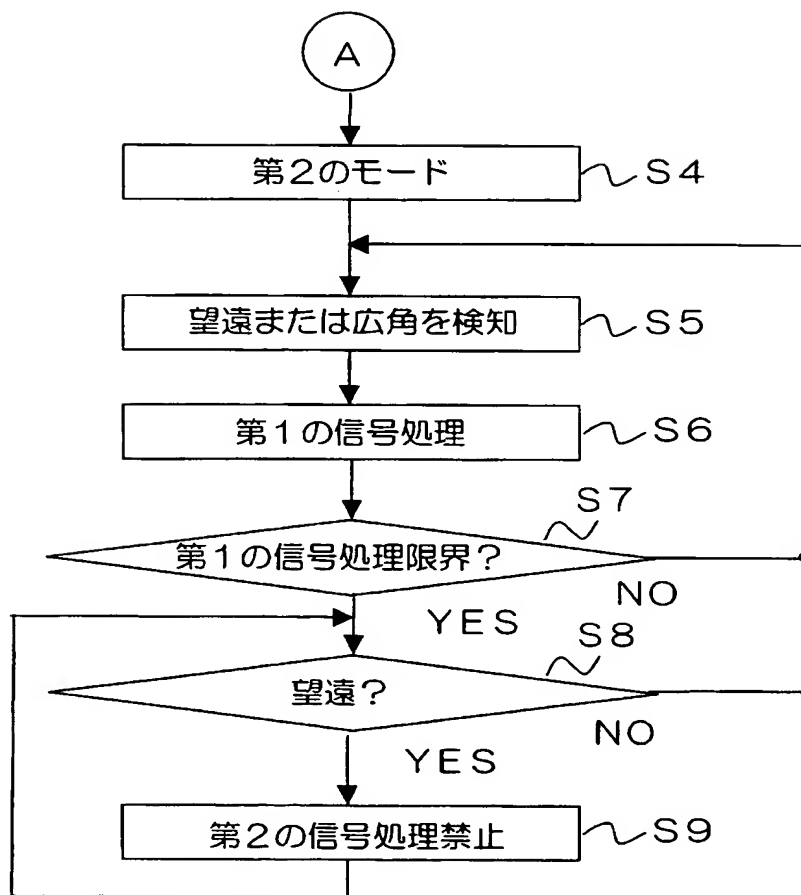 A
第2のモード
S4
望遠または広角を検知
S5
第1の信号処理
S6
S7
第1の信号処理限界?
NO
YES
S8
望遠?
NO
YES
第2の信号処理禁止
S9